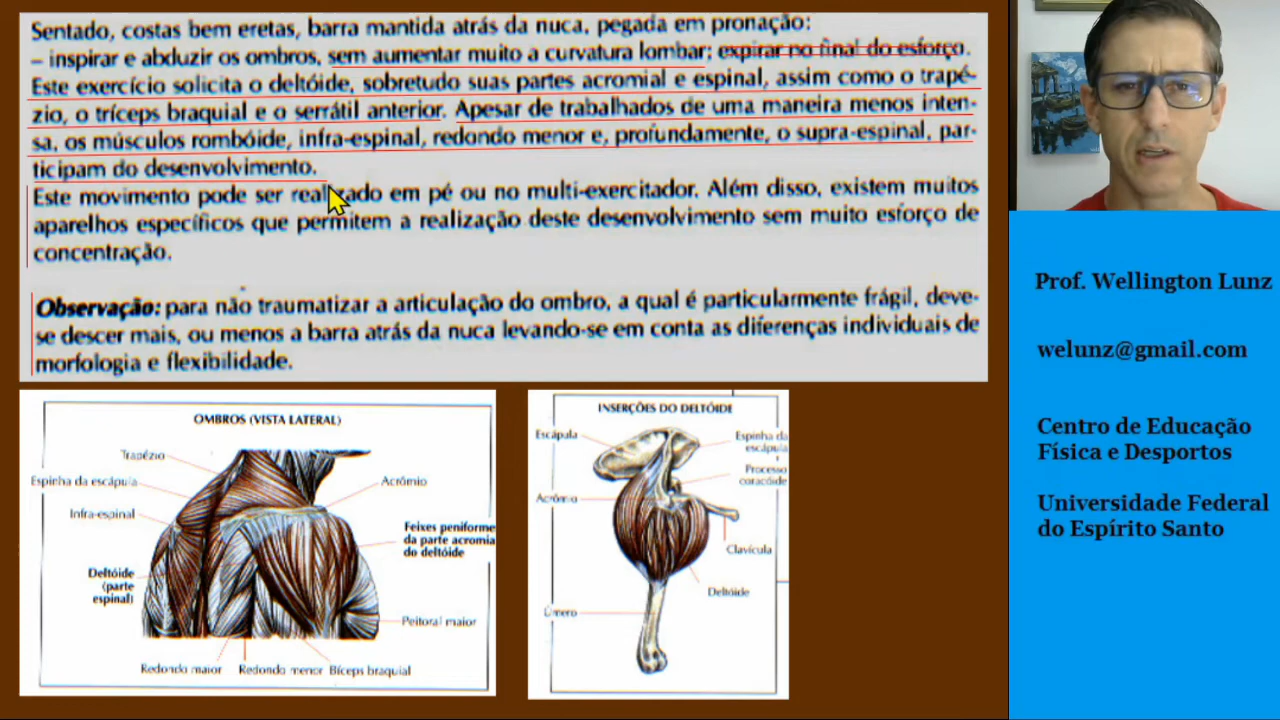 Sentado, costas bem eretas, barra mantida atrás da nuca, pegada em pronação:
– inspirar e abduzir os ombros, sem aumentar muito a curvatura lombar; expirar no final do esforço.
Este exercício solicita o deltóide, sobretudo suas partes acromial e espinal, assim como o trapé-
zio, o tríceps braquial e o serrátil anterior. Apesar de trabalhados de uma maneira menos inten-
sa, os músculos rombóide, infra-espinal, redondo menor e, profundamente, o supra-espinal, par-
ticipam do desenvolvimento.
Este movimento pode ser realizado em pé ou no multi-exercitador. Além disso, existem muitos
aparelhos específicos que permitem a realização deste desenvolvimento sem muito esforço de
concentração.
Observação: para não traumatizar a articulação do ombro, a qual é particularmente frágil, deve-
se descer mais, ou menos a barra atrás da nuca levando-se em conta as diferenças individuais de
morfologia e flexibilidade.
OMBROS (VISTA LATERAL)
Trapézio
Espinha da escápula
Infra-espinal
Deltóide
(parte
espinal)
Acrômio
Feixes peniforme
da parte acromia
do deltóide
Peitoral maior
Redondo maior
Redondo menor
Bíceps braquial
INSERÇÕES DO DELTÓIDE
Escápula
Acrômio
Úmero
Espinha da
escápula
Processo
coracóide
Clavícula
Deltóide
Prof. Wellington Lunz
welunz@gmail.com
Centro de Educação
Física e Desportos
Universidade Federal
do Espírito Santo